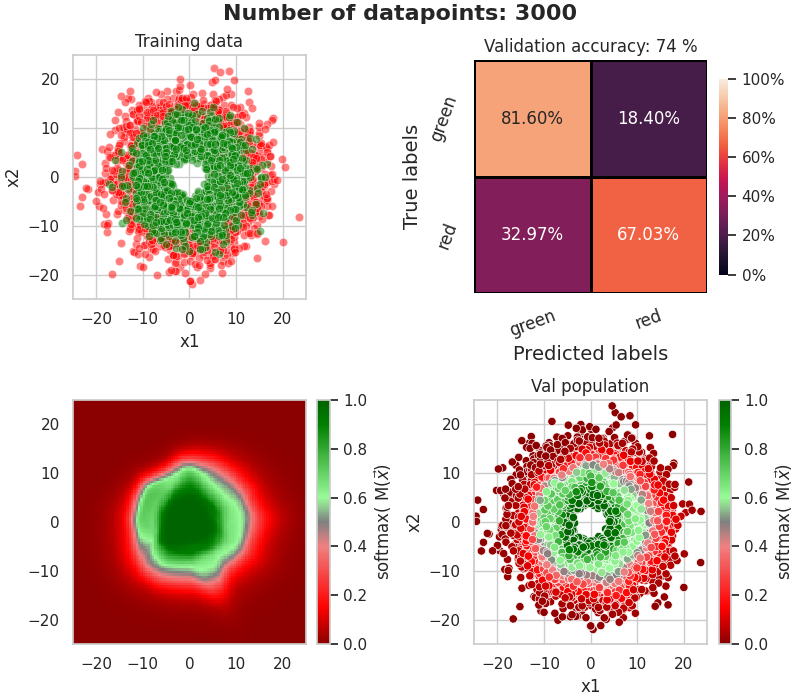 Number of datapoints: 3000
Training data
20
10
0
−10
−20
x2
−20 −10 0 10 20
x1
Validation accuracy: 74 %
True labels
green
red
81.60% 18.40%
32.97% 67.03%
green red
Predicted labels
100%
80%
60%
40%
20%
0%
20
10
0
−10
−20
−20 −10 0 10 20
1.0
0.8
0.6
0.4
0.2
0.0
softmax( M(x⃗)
Val population
20
10
0
−10
−20
x2
−20 −10 0 10 20
x1
1.0
0.8
0.6
0.4
0.2
0.0
softmax( M(x⃗)